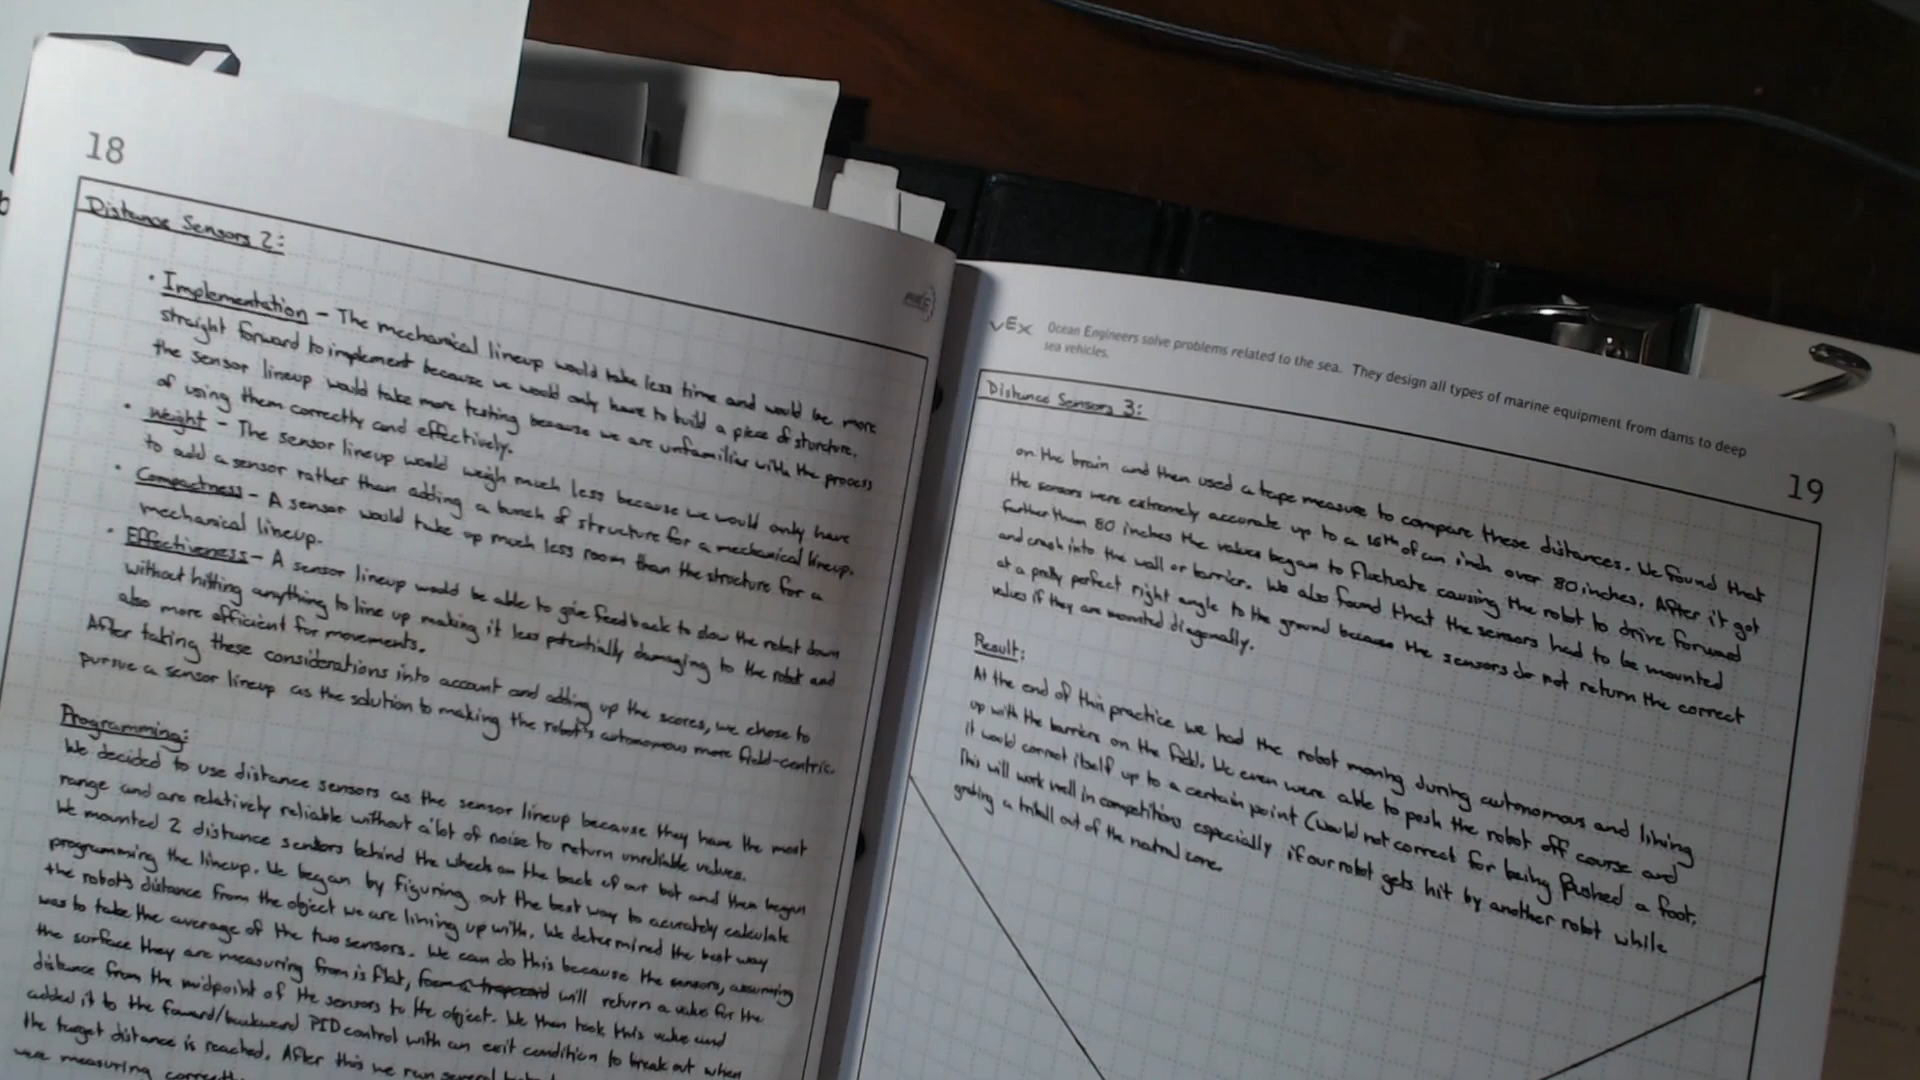 18
Distance Sensors 2:
• Implementation - The mechanical lineup would take less time and would be more
straight forward to implement because we would only have to build a piece of sturcture.
the sensor lineup would take more testing because we are unfamiliar with the process
of using them correctly and effectively.
• Weight - The sensor lineup would weigh much less because we would only have
to add a sensor rather than adding a bunch of structure for a mechanical lineup.
• Compactness - A sensor would take up much less room than the structure for a
mechanical lineup.
• Effectiveness - A sensor lineup would be able to give feedback to slow the robot down
without hitting anything to line up making it less potentially damaging to the robot and
also more efficient for movements.
After taking these considerations into account and adding up the scores, we chose to
pursue a sensor lineup as the solution to making the robot's autonomous more field-centric.
Programming:
We decided to use distance sensors as the sensor lineup because they have the most
range and are relatively reliable without a lot of noise to return unreliable values.
We mounted 2 distance sensors behind the wheels on the back of our bot and then began
programming the lineup. We began by figuring out the best way to acurately calculate
the robot's distance from the object we are lining up with. We determined the best way
was to take the average of the two sensors. We can do this because the sensors, assuming
the surface they are measuring from is flat, form a trapezoid will return a value for the
distance from the midpoint of the sensors to the object. We then took this value and
added it to the foward/backward PID control with an exit condition to break out when
the target distance is reached. After this we ran several
were measuring correctly
VEX
Ocean Engineers solve problems related to the sea. They design all types of marine equipment from dams to deep
sea vehicles.
19
Distance Sensors 3:
on the brain and then used a tape measure to compare these distances. We found that
the sensors were extremely accurate up to a 16th of an inch over 80 inches. After it got
further than 80 inches the values began to fluctuate causing the robot to drive forward
and crash into the wall or barrier. We also found that the sensors had to be mounted
at a pretty perfect right angle to the ground because the sensors do not return the correct
values if they are mounted diagonally.
Result:
At the end of this practice we had the robot moving during autonomous and lining
up with the barriers on the field. We even were able to push the robot off course and
it would correct itself up to a certain point (would not correct for being pushed a foot.
This will work well in competitions especially if our robot gets hit by another robot while
grabing a triball out of the neutral zone.